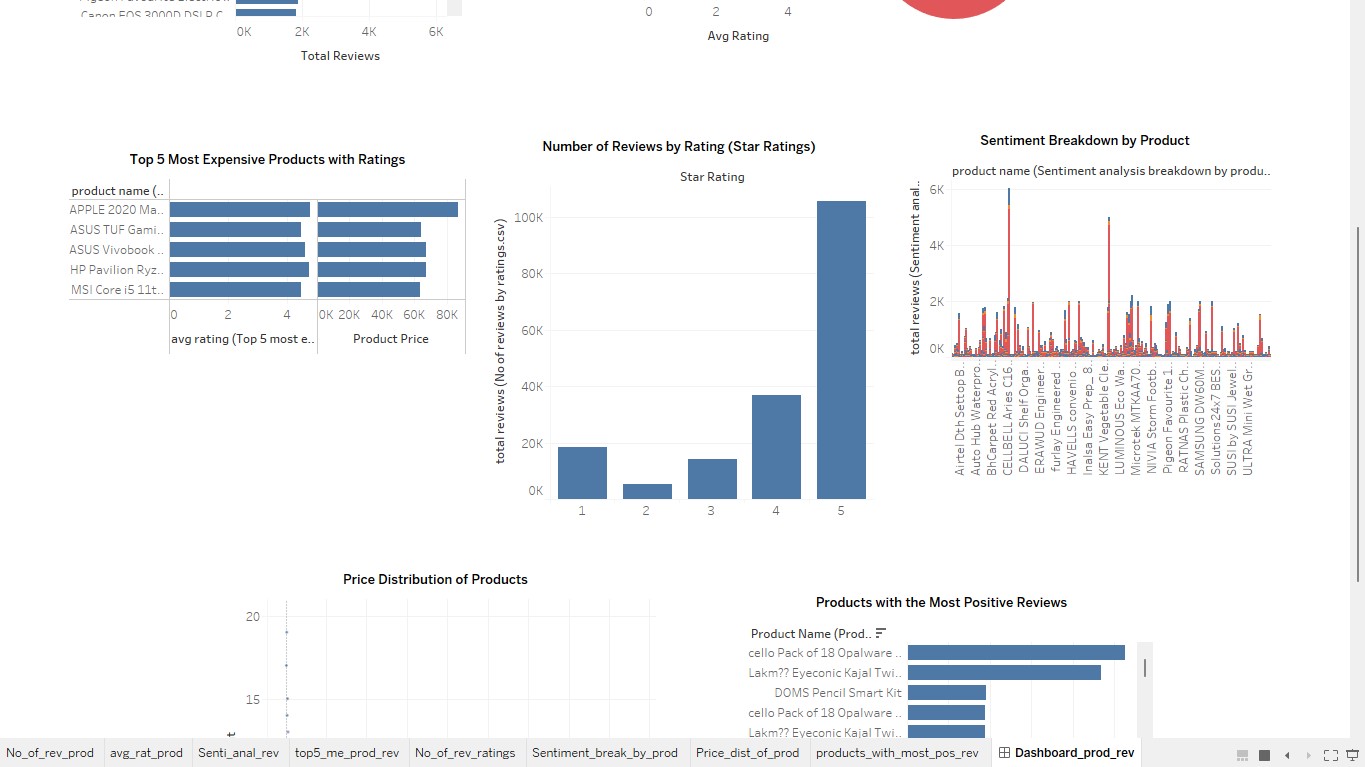 Canon EOS 3000D DSLR C..
0K 2K 4K 6K
Total Reviews
0 2 4
Avg Rating
Top 5 Most Expensive Products with Ratings
product name (..
APPLE 2020 Ma..
ASUS TUF Gami..
ASUS Vivobook ..
HP Pavilion Ryz..
MSI Core i5 11t..
0 2 4
0K 20K 40K 60K 80K
avg rating (Top 5 most e..
Product Price
Number of Reviews by Rating (Star Ratings)
Star Rating
total reviews (No of reviews by ratings.csv)
100K
80K
60K
40K
20K
0K
1 2 3 4 5
Sentiment Breakdown by Product
product name (Sentiment analysis breakdown by produ..
total reviews (Sentiment anal..
6K
4K
2K
0K
Airtel Dth Settop B..
Auto Hub Waterpro..
BhCarpet Red Acryl..
CELLBELL Aries C16..
DALUCI Shelf Orga..
ERAWUD Engineer..
furlay Engineered ..
HAVELLS convenio..
Inalsa Easy Prep_ 8..
KENT Vegetable Cle..
LUMINOUS Eco Wa..
Microtek MTKAA70..
NIVIA Storm Footb..
Pigeon Favourite 1..
RATNAS Plastic Ch..
SAMSUNG DW60M..
Solutions24x7 BES..
SUSI by SUSI Jewel..
ULTRA Mini Wet Gr..
Price Distribution of Products
20
15
Products with the Most Positive Reviews
Product Name (Prod..
cello Pack of 18 Opalware ..
Lakm?? Eyeconic Kajal Twi..
DOMS Pencil Smart Kit
cello Pack of 18 Opalware ..
Lakm?? Eyeconic Kajal Twi..
No_of_rev_prod
avg_rat_prod
Senti_anal_rev
top5_me_prod_rev
No_of_rev_ratings
Sentiment_break_by_prod
Price_dist_of_prod
products_with_most_pos_rev
Dashboard_prod_rev